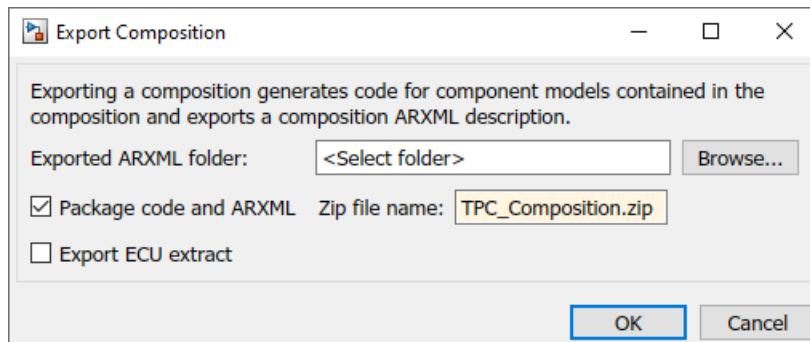 Export Composition
Exporting a composition generates code for component models contained in the
composition and exports a composition ARXML description.
Exported ARXML folder: <Select folder> Browse...
Package code and ARXML Zip file name: TPC_Composition.zip
Export ECU extract
OK Cancel